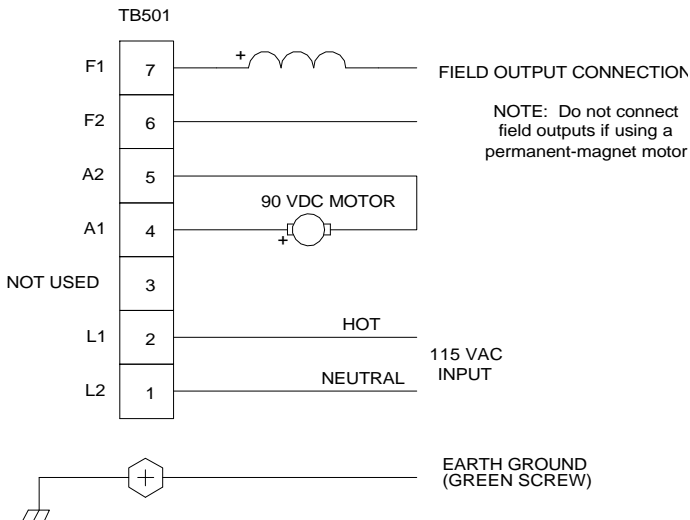 TB501
F1 7 + FIELD OUTPUT CONNECTION
NOTE: Do not connect
field outputs if using a
permanent-magnet motor
F2 6
A2 5
90 VDC MOTOR
A1 4 +
NOT USED 3
L1 2 HOT
115 VAC
INPUT
L2 1 NEUTRAL
EARTH GROUND
(GREEN SCREW)